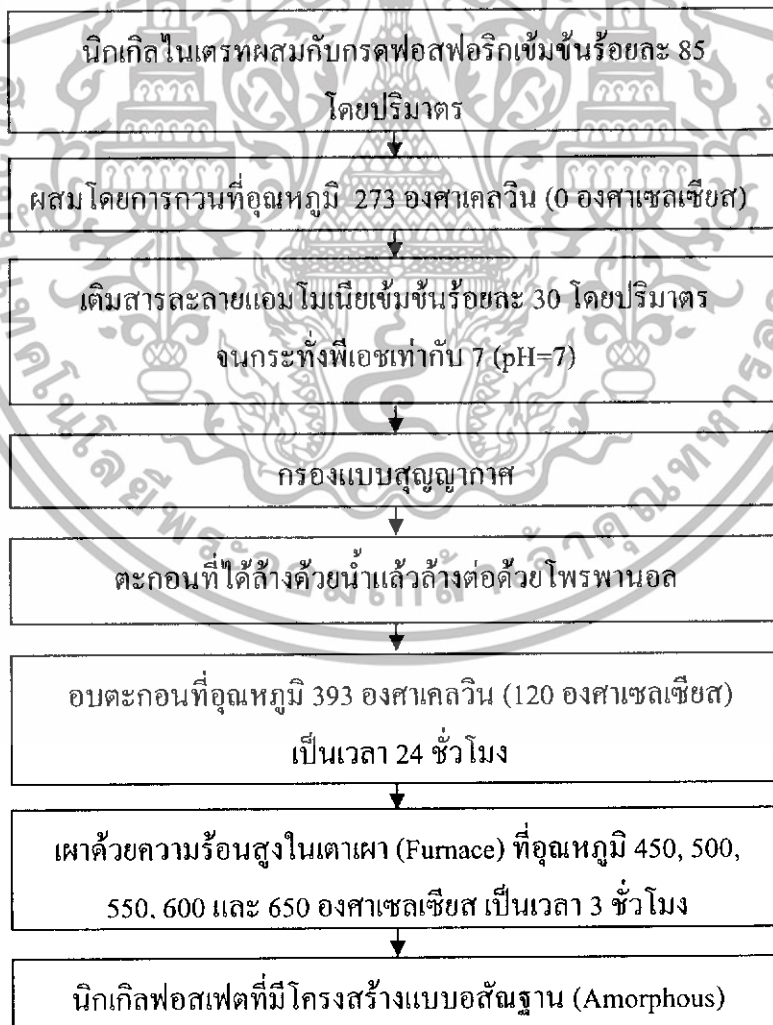 นิกเกิลไนเตรทผสมกับกรดฟอสฟอริกเข้มข้นร้อยละ 85
โดยปริมาตร
ผสมโดยการกวนที่อุณหภูมิ 273 องศาเคลวิน (0 องศาเซลเซียส)
เติมสารละลายแอมโมเนียเข้มข้นร้อยละ 30 โดยปริมาตร
จนกระทั่งพีเอชเท่ากับ 7 (pH=7)
กรองแบบสุญญากาศ
ตะกอนที่ได้ล้างด้วยน้ำแล้วล้างต่อด้วยโพรพานอล
อบตะกอนที่อุณหภูมิ 393 องศาเคลวิน (120 องศาเซลเซียส)
เป็นเวลา 24 ชั่วโมง
เผาด้วยความร้อนสูงในเตาเผา (Furnace) ที่อุณหภูมิ 450, 500,
550, 600 และ 650 องศาเซลเซียส เป็นเวลา 3 ชั่วโมง
นิกเกิลฟอสเฟตที่มีโครงสร้างแบบอสัณฐาน (Amorphous)